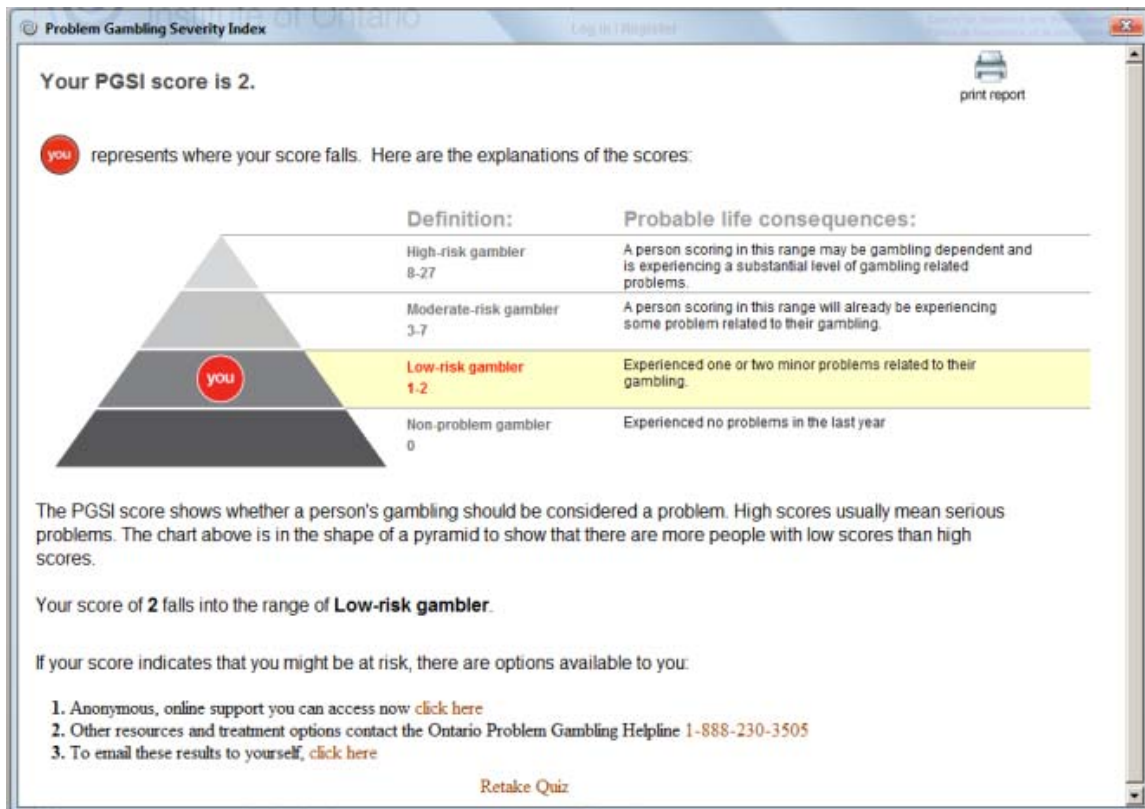 Institute of Ontario
Problem Gambling Severity Index
Log in | Register
Your PGSI score is 2.
print report
you represents where your score falls. Here are the explanations of the scores:
Definition: Probable life consequences:
High-risk gambler A person scoring in this range may be gambling dependent and
8-27 is experiencing a substantial level of gambling related
problems.
Moderate-risk gambler A person scoring in this range will already be experiencing
3-7 some problem related to their gambling.
you
Low-risk gambler Experienced one or two minor problems related to their
1-2 gambling.
Non-problem gambler Experienced no problems in the last year
0
The PGSI score shows whether a person's gambling should be considered a problem. High scores usually mean serious
problems. The chart above is in the shape of a pyramid to show that there are more people with low scores than high
scores.
Your score of 2 falls into the range of Low-risk gambler.
If your score indicates that you might be at risk, there are options available to you:
1. Anonymous, online support you can access now click here
2. Other resources and treatment options contact the Ontario Problem Gambling Helpline 1-888-230-3505
3. To email these results to yourself, click here
Retake Quiz